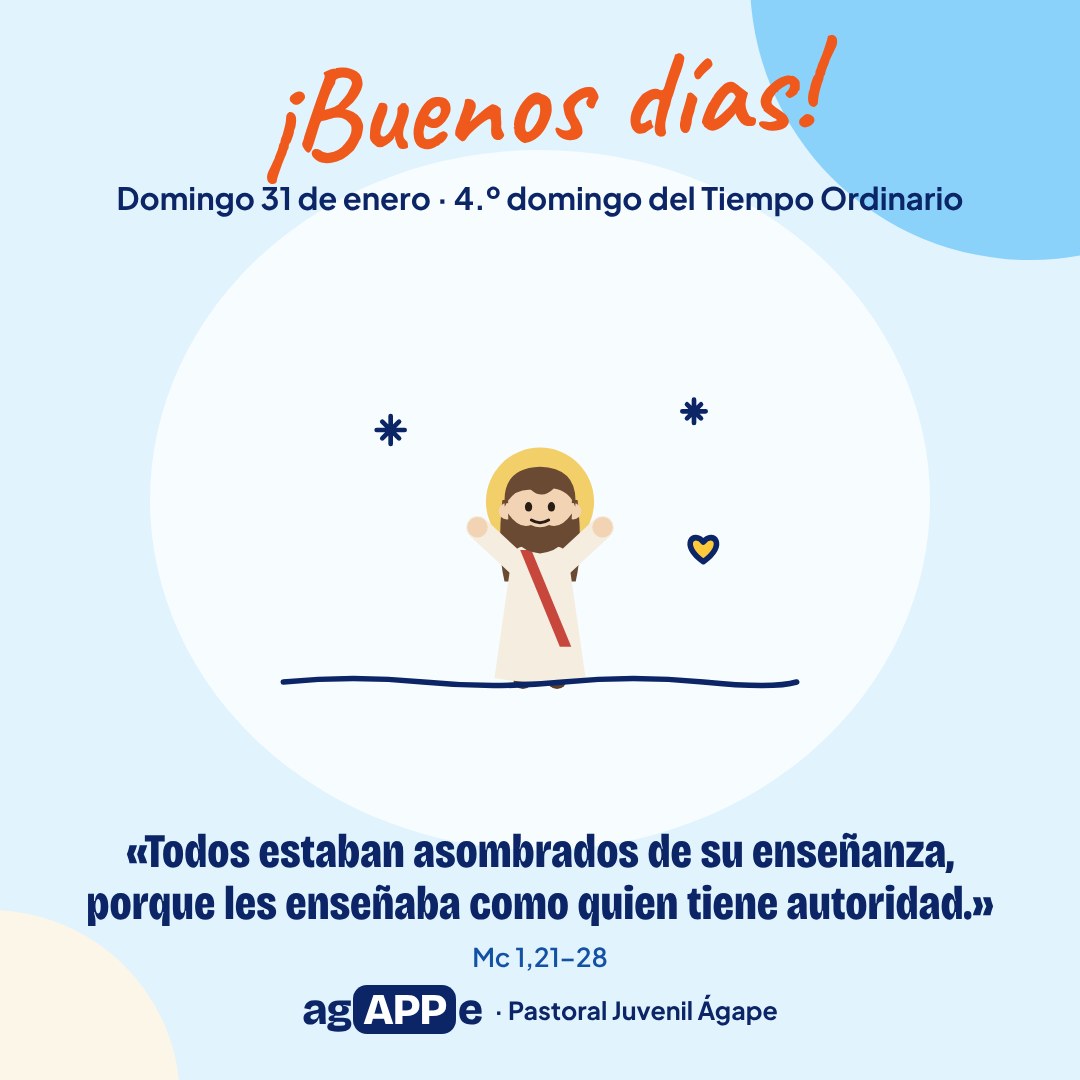 ¡Buenos días!
Domingo 31 de enero · 4.º domingo del Tiempo Ordinario
«Todos estaban asombrados de su enseñanza,
porque les enseñaba como quien tiene autoridad.»
Mc 1,21–28
agAPPe · Pastoral Juvenil Ágape